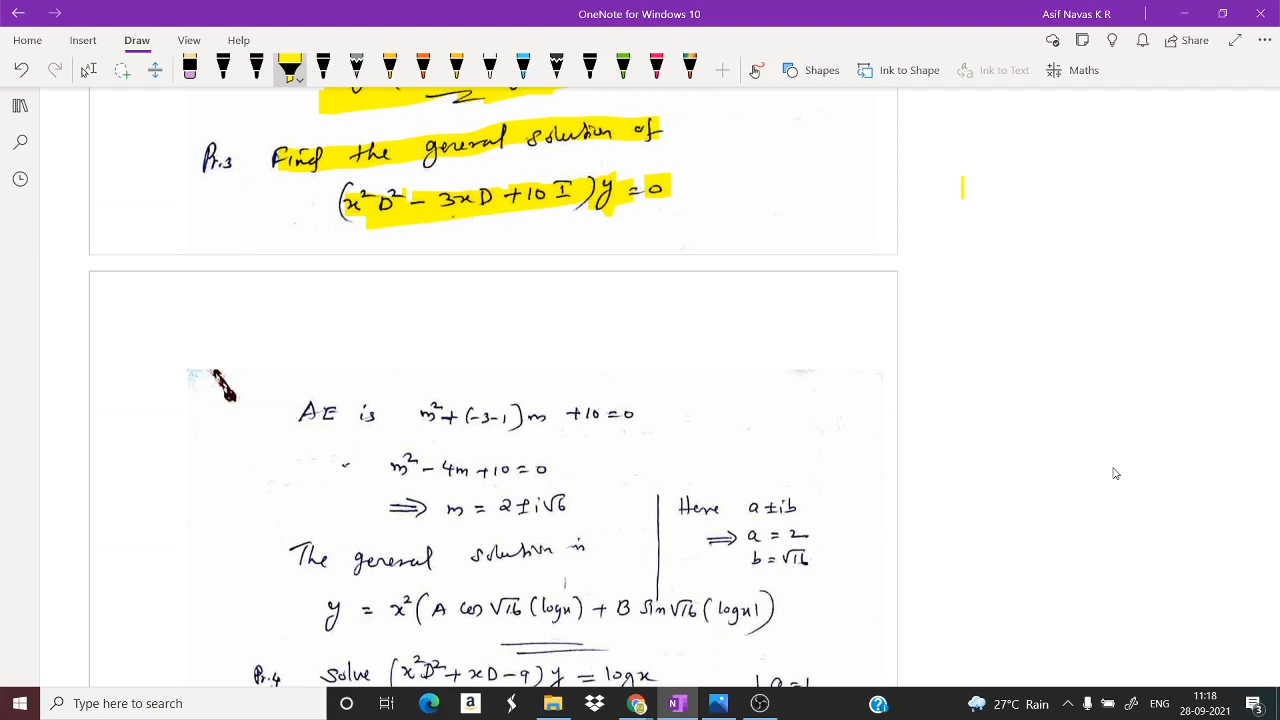 OneNote for Windows 10
Asif Navas K R
Home Insert Draw View Help
Share
Shapes Ink to Shape Ink to Text Maths
Pr.3 Find the general solution of
(x²D² - 3xD + 10 I)y = 0
AE is m² + (-3-1)m + 10 = 0
m² - 4m + 10 = 0
⇒ m = 2 ± i√6
Here a ± ib
⇒ a = 2
b = √6
The general solution is
y = x² (A cos √6 (log x) + B sin √6 (log x))
Pr.4 Solve (x²D² + xD - 9) y = log x
Type here to search
27°C Rain
ENG
11:18
28-09-2021
3